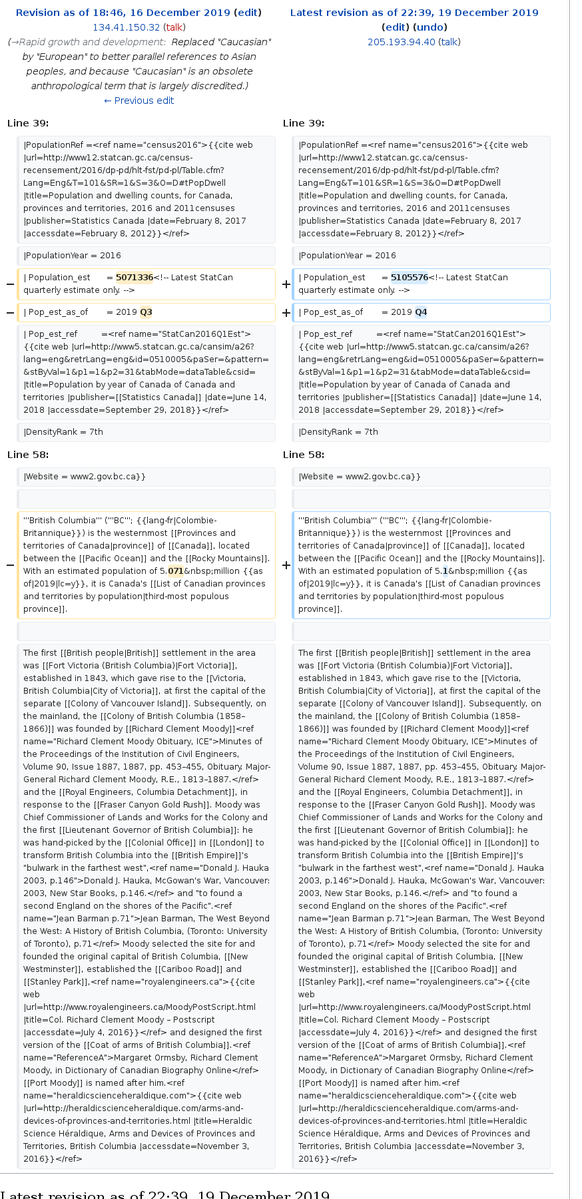 Revision as of 18:46, 16 December 2019 (edit)
134.41.150.32 (talk)
(→Rapid growth and development: Replaced "Caucasian"
by "European" to better parallel references to Asian
peoples, and because "Caucasian" is an obsolete
anthropological term that is largely discredited.)
← Previous edit
Line 39:
|PopulationRef =<ref name="census2016">{{cite web
|url=http://www12.statcan.gc.ca/census-
recensement/2016/dp-pd/hlt-fst/pd-pl/Table.cfm?
Lang=Eng&T=101&SR=1&S=3&O=D#tPopDwell
|title=Population and dwelling counts, for Canada,
provinces and territories, 2016 and 2011censuses
|publisher=Statistics Canada |date=February 8, 2017
|accessdate=February 8, 2012}}</ref>
|PopulationYear = 2016
− | Population_est = 5071336<!-- Latest StatCan
quarterly estimate only. -->
− | Pop_est_as_of = 2019 Q3
| Pop_est_ref =<ref name="StatCan2016Q1Est">
{{cite web |url=http://www5.statcan.gc.ca/cansim/a26?
lang=eng&retrLang=eng&id=0510005&paSer=&pattern=
&stByVal=1&p1=1&p2=31&tabMode=dataTable&csid=
|title=Population by year of Canada of Canada and
territories |publisher=[[Statistics Canada]] |date=June 14,
2018 |accessdate=September 29, 2018}}</ref>
|DensityRank = 7th
Line 58:
|Website = www2.gov.bc.ca}}
− '''British Columbia''' ('''BC'''; {{lang-fr|Colombie-
Britannique}}) is the westernmost [[Provinces and
territories of Canada|province]] of [[Canada]], located
between the [[Pacific Ocean]] and the [[Rocky Mountains]].
With an estimated population of 5.071&nbsp;million {{as
of|2019|lc=y}}, it is Canada's [[List of Canadian provinces
and territories by population|third-most populous
province]].
The first [[British people|British]] settlement in the area
was [[Fort Victoria (British Columbia)|Fort Victoria]],
established in 1843, which gave rise to the [[Victoria,
British Columbia|City of Victoria]], at first the capital of the
separate [[Colony of Vancouver Island]]. Subsequently, on
the mainland, the [[Colony of British Columbia (1858–
1866)]] was founded by [[Richard Clement Moody]]<ref
name="Richard Clement Moody Obituary, ICE">Minutes of
the Proceedings of the Institution of Civil Engineers,
Volume 90, Issue 1887, 1887, pp. 453–455, Obituary. Major-
General Richard Clement Moody, R.E., 1813–1887.</ref>
and the [[Royal Engineers, Columbia Detachment]], in
response to the [[Fraser Canyon Gold Rush]]. Moody was
Chief Commissioner of Lands and Works for the Colony and
the first [[Lieutenant Governor of British Columbia]]: he
was hand-picked by the [[Colonial Office]] in [[London]] to
transform British Columbia into the [[British Empire]]'s
"bulwark in the farthest west",<ref name="Donald J. Hauka
2003, p.146">Donald J. Hauka, McGowan's War, Vancouver:
2003, New Star Books, p.146.</ref> and "to found a
second England on the shores of the Pacific".<ref
name="Jean Barman p.71">Jean Barman, The West Beyond
the West: A History of British Columbia, (Toronto: University
of Toronto), p.71</ref> Moody selected the site for and
founded the original capital of British Columbia, [[New
Westminster]], established the [[Cariboo Road]] and
[[Stanley Park]],<ref name="royalengineers.ca">{{cite
web
|url=http://www.royalengineers.ca/MoodyPostScript.html
|title=Col. Richard Clement Moody – Postscript
|accessdate=July 4, 2016}}</ref> and designed the first
version of the [[Coat of arms of British Columbia]].<ref
name="ReferenceA">Margaret Ormsby, Richard Clement
Moody, in Dictionary of Canadian Biography Online</ref>
[[Port Moody]] is named after him.<ref
name="heraldicscienceheraldique.com">{{cite web
|url=http://heraldicscienceheraldique.com/arms-and-
devices-of-provinces-and-territories.html |title=Heraldic
Science Héraldique, Arms and Devices of Provinces and
Territories, British Columbia |accessdate=November 3,
2016}}</ref>
Latest revision as of 22:39, 19 December 2019
(edit) (undo)
205.193.94.40 (talk)
Line 39:
|PopulationRef =<ref name="census2016">{{cite web
|url=http://www12.statcan.gc.ca/census-
recensement/2016/dp-pd/hlt-fst/pd-pl/Table.cfm?
Lang=Eng&T=101&SR=1&S=3&O=D#tPopDwell
|title=Population and dwelling counts, for Canada,
provinces and territories, 2016 and 2011censuses
|publisher=Statistics Canada |date=February 8, 2017
|accessdate=February 8, 2012}}</ref>
|PopulationYear = 2016
+ | Population_est = 5105576<!-- Latest StatCan
quarterly estimate only. -->
+ | Pop_est_as_of = 2019 Q4
| Pop_est_ref =<ref name="StatCan2016Q1Est">
{{cite web |url=http://www5.statcan.gc.ca/cansim/a26?
lang=eng&retrLang=eng&id=0510005&paSer=&pattern=
&stByVal=1&p1=1&p2=31&tabMode=dataTable&csid=
|title=Population by year of Canada of Canada and
territories |publisher=[[Statistics Canada]] |date=June 14,
2018 |accessdate=September 29, 2018}}</ref>
|DensityRank = 7th
Line 58:
|Website = www2.gov.bc.ca}}
+ '''British Columbia''' ('''BC'''; {{lang-fr|Colombie-
Britannique}}) is the westernmost [[Provinces and
territories of Canada|province]] of [[Canada]], located
between the [[Pacific Ocean]] and the [[Rocky Mountains]].
With an estimated population of 5.1&nbsp;million {{as
of|2019|lc=y}}, it is Canada's [[List of Canadian provinces
and territories by population|third-most populous
province]].
The first [[British people|British]] settlement in the area
was [[Fort Victoria (British Columbia)|Fort Victoria]],
established in 1843, which gave rise to the [[Victoria,
British Columbia|City of Victoria]], at first the capital of the
separate [[Colony of Vancouver Island]]. Subsequently, on
the mainland, the [[Colony of British Columbia (1858–
1866)]] was founded by [[Richard Clement Moody]]<ref
name="Richard Clement Moody Obituary, ICE">Minutes of
the Proceedings of the Institution of Civil Engineers,
Volume 90, Issue 1887, 1887, pp. 453–455, Obituary. Major-
General Richard Clement Moody, R.E., 1813–1887.</ref>
and the [[Royal Engineers, Columbia Detachment]], in
response to the [[Fraser Canyon Gold Rush]]. Moody was
Chief Commissioner of Lands and Works for the Colony and
the first [[Lieutenant Governor of British Columbia]]: he
was hand-picked by the [[Colonial Office]] in [[London]] to
transform British Columbia into the [[British Empire]]'s
"bulwark in the farthest west",<ref name="Donald J. Hauka
2003, p.146">Donald J. Hauka, McGowan's War, Vancouver:
2003, New Star Books, p.146.</ref> and "to found a
second England on the shores of the Pacific".<ref
name="Jean Barman p.71">Jean Barman, The West Beyond
the West: A History of British Columbia, (Toronto: University
of Toronto), p.71</ref> Moody selected the site for and
founded the original capital of British Columbia, [[New
Westminster]], established the [[Cariboo Road]] and
[[Stanley Park]],<ref name="royalengineers.ca">{{cite
web
|url=http://www.royalengineers.ca/MoodyPostScript.html
|title=Col. Richard Clement Moody – Postscript
|accessdate=July 4, 2016}}</ref> and designed the first
version of the [[Coat of arms of British Columbia]].<ref
name="ReferenceA">Margaret Ormsby, Richard Clement
Moody, in Dictionary of Canadian Biography Online</ref>
[[Port Moody]] is named after him.<ref
name="heraldicscienceheraldique.com">{{cite web
|url=http://heraldicscienceheraldique.com/arms-and-
devices-of-provinces-and-territories.html |title=Heraldic
Science Héraldique, Arms and Devices of Provinces and
Territories, British Columbia |accessdate=November 3,
2016}}</ref>
Latest revision as of 22:39, 19 December 2019